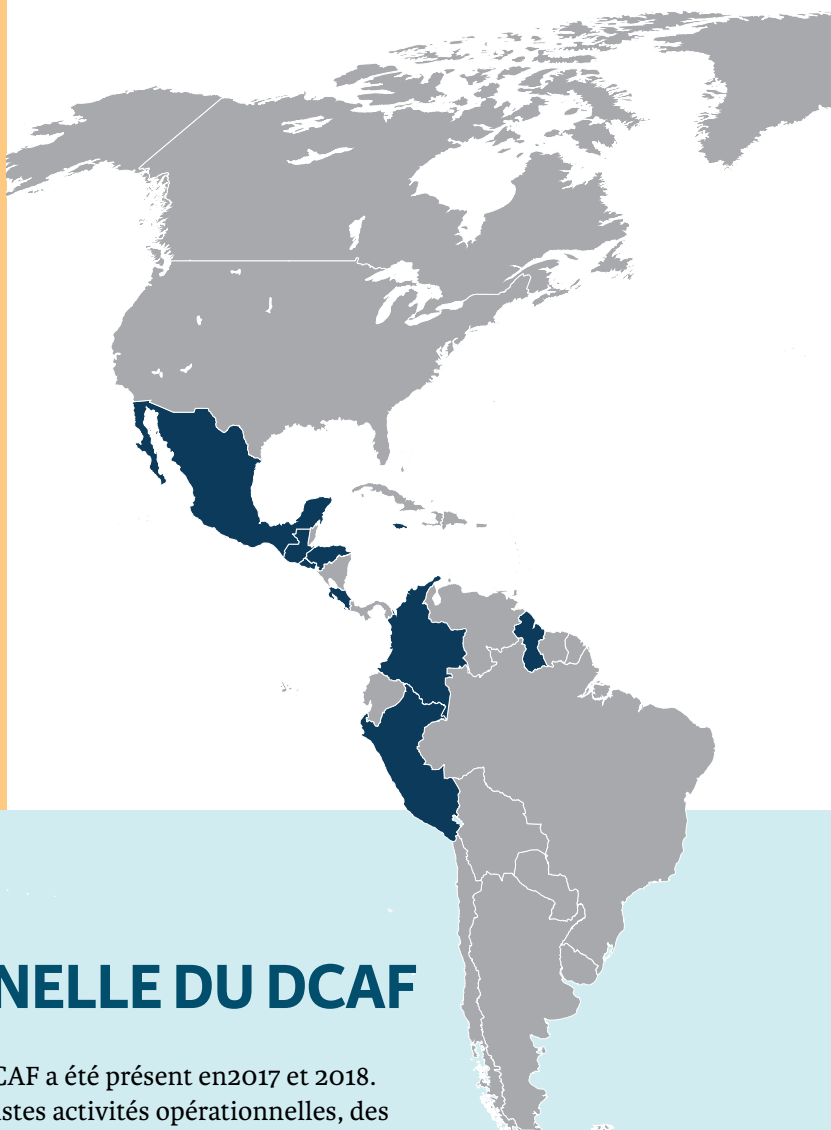 NELLE DU DCAF
CAF a été présent en2017 et 2018.
stes activités opérationnelles, des